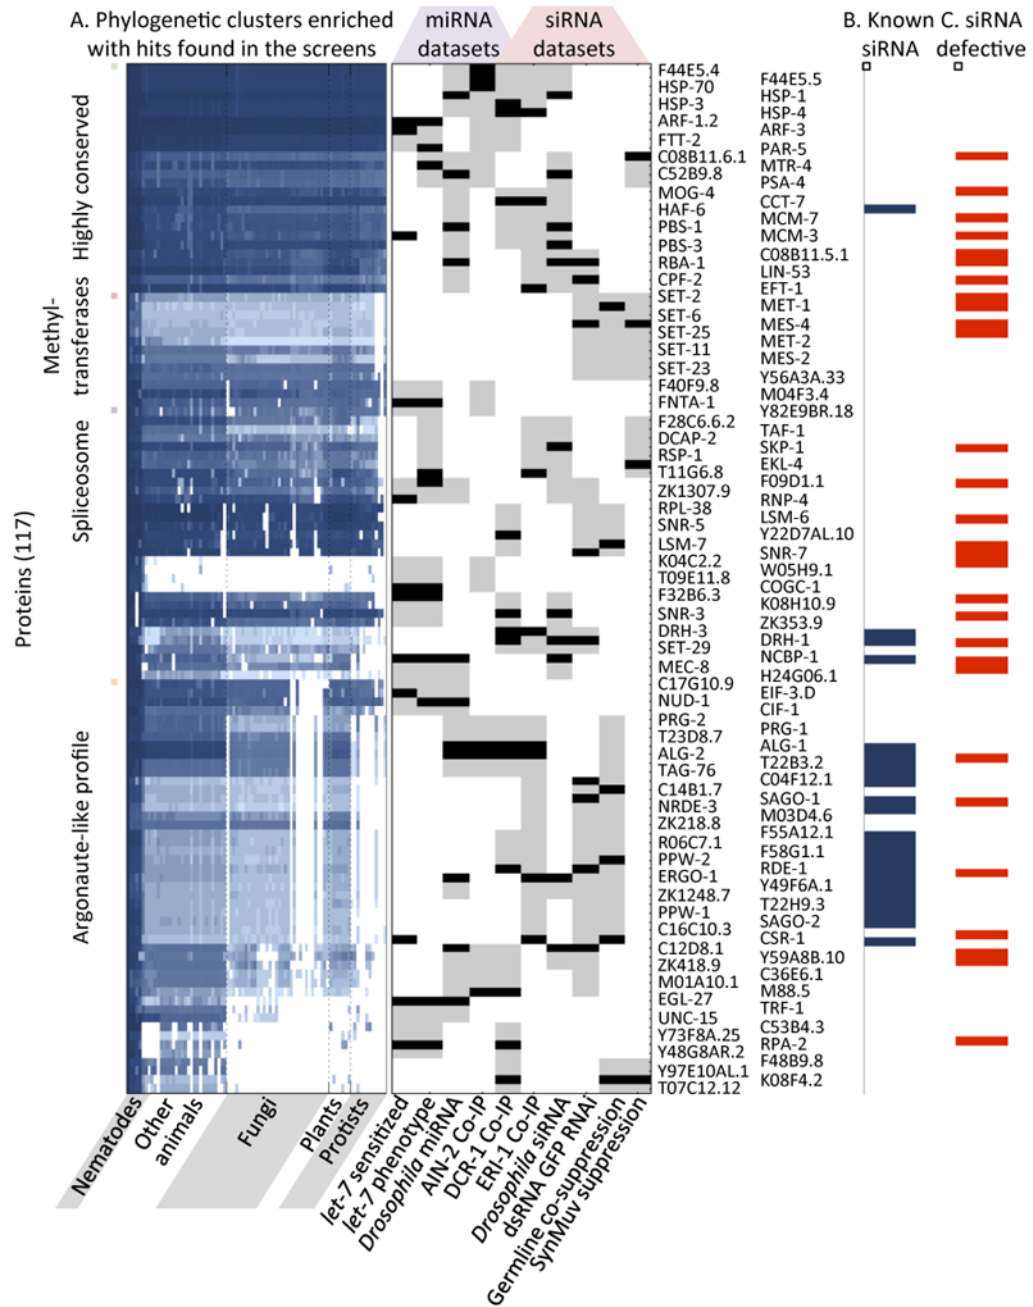 A. Phylogenetic clusters enriched
with hits found in the screens
miRNA
datasets
siRNA
datasets
B. Known
siRNA
C. siRNA
defective
Proteins (117)
Highly conserved
Methyl-
transferases
Spliceosome
Argonaute-like profile
F44E5.4
HSP-70
HSP-3
ARF-1.2
FTT-2
C08B11.6.1
C52B9.8
MOG-4
HAF-6
PBS-1
PBS-3
RBA-1
CPF-2
SET-2
SET-6
SET-25
SET-11
SET-23
F40F9.8
FNTA-1
F28C6.6.2
DCAP-2
RSP-1
T11G6.8
ZK1307.9
RPL-38
SNR-5
LSM-7
K04C2.2
T09E11.8
F32B6.3
SNR-3
DRH-3
SET-29
MEC-8
C17G10.9
NUD-1
PRG-2
T23D8.7
ALG-2
TAG-76
C14B1.7
NRDE-3
ZK218.8
R06C7.1
PPW-2
ERGO-1
ZK1248.7
PPW-1
C16C10.3
C12D8.1
ZK418.9
M01A10.1
EGL-27
UNC-15
Y73F8A.25
Y48G8AR.2
Y97E10AL.1
T07C12.12
F44E5.5
HSP-1
HSP-4
ARF-3
PAR-5
MTR-4
PSA-4
CCT-7
MCM-7
MCM-3
C08B11.5.1
LIN-53
EFT-1
MET-1
MES-4
MET-2
MES-2
Y56A3A.33
M04F3.4
Y82E9BR.18
TAF-1
SKP-1
EKL-4
F09D1.1
RNP-4
LSM-6
Y22D7AL.10
SNR-7
W05H9.1
COGC-1
K08H10.9
ZK353.9
DRH-1
NCBP-1
H24G06.1
EIF-3.D
CIF-1
PRG-1
ALG-1
T22B3.2
C04F12.1
SAGO-1
M03D4.6
F55A12.1
F58G1.1
RDE-1
Y49F6A.1
T22H9.3
SAGO-2
CSR-1
Y59A8B.10
C36E6.1
M88.5
TRF-1
C53B4.3
RPA-2
F48B9.8
K08F4.2
Nematodes
Other
animals
Fungi
Plants
Protists
let-7 sensitized
let-7 phenotype
Drosophila miRNA
AIN-2 Co-IP
DCR-1 Co-IP
ERI-1 Co-IP
Drosophila siRNA
dsRNA GFP RNAi
Germline co-suppression
SynMuv suppression